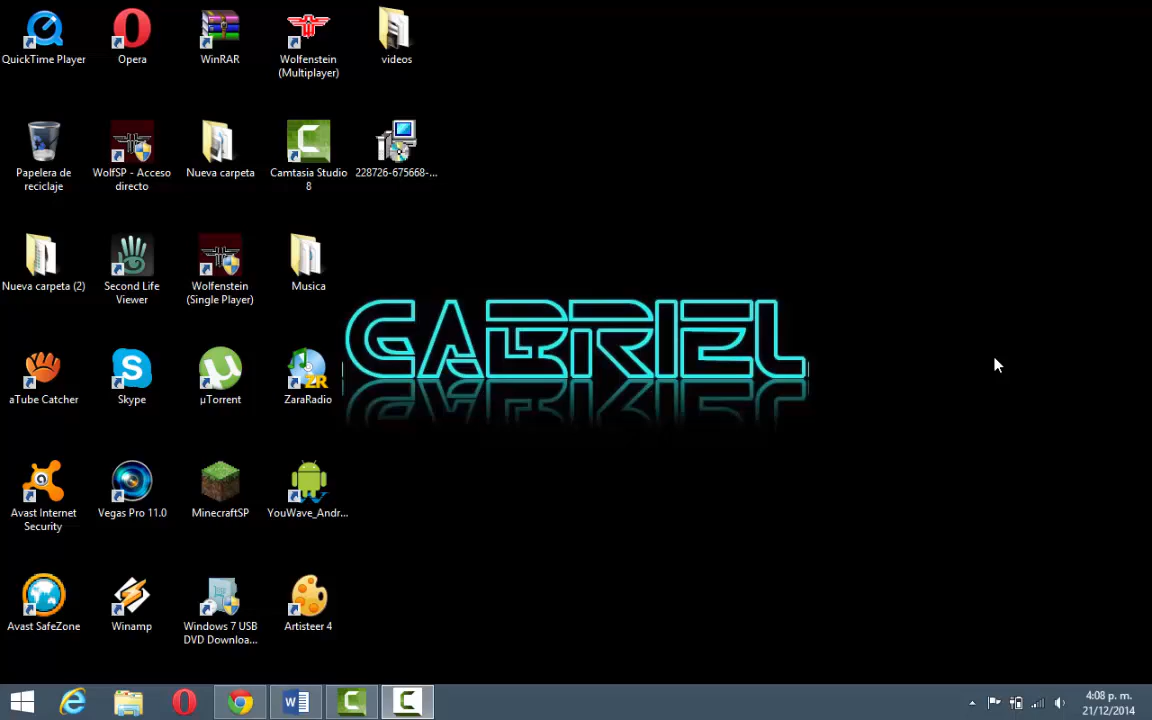 QuickTime Player
Opera
WinRAR
Wolfenstein
(Multiplayer)
videos
Papelera de
reciclaje
WolfSP - Acceso
directo
Nueva carpeta
Camtasia Studio
8
228726-675668-...
Nueva carpeta (2)
Second Life
Viewer
Wolfenstein
(Single Player)
Musica
GABRIEL
aTube Catcher
Skype
µTorrent
ZR
ZaraRadio
Avast Internet
Security
Vegas Pro 11.0
MinecraftSP
YouWave_Andr...
Avast SafeZone
Winamp
Windows 7 USB
DVD Downloa...
Artisteer 4
4:08 p. m.
21/12/2014